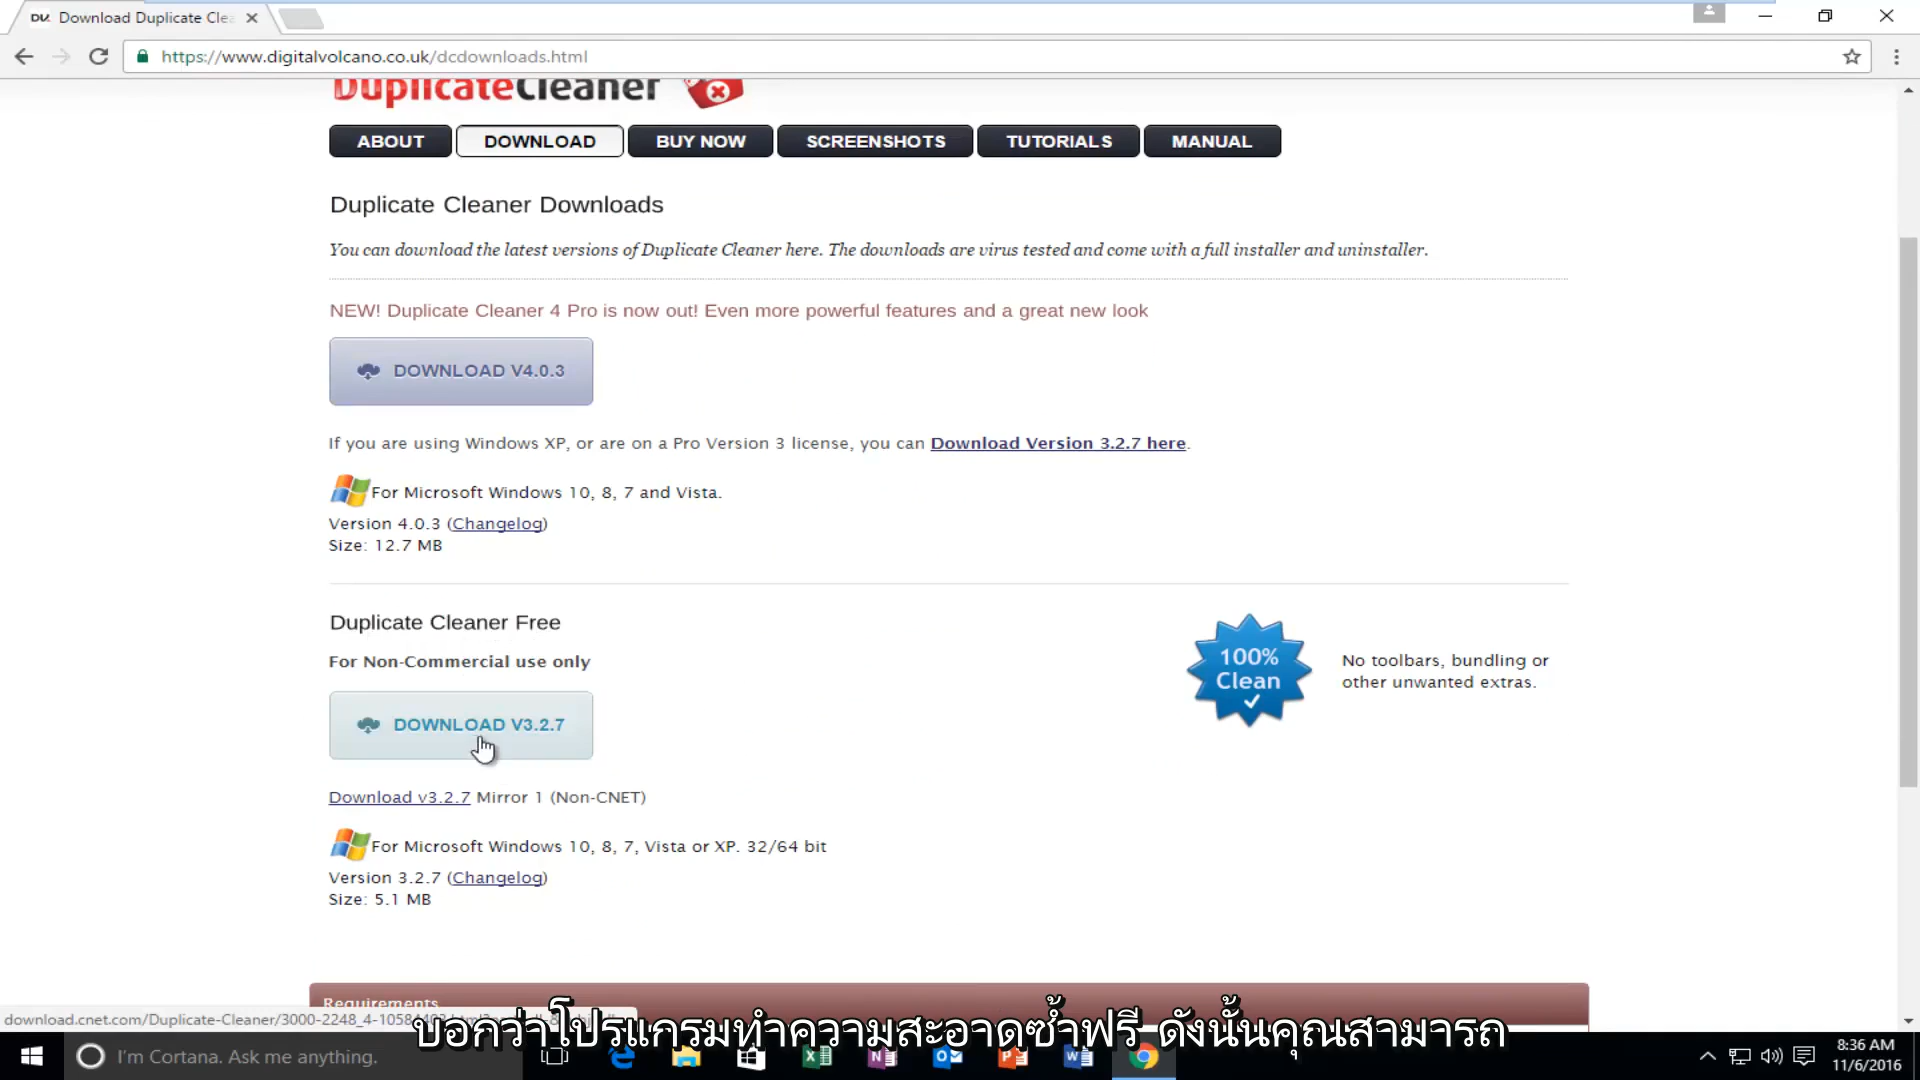 Download Duplicate Clea
https://www.digitalvolcano.co.uk/dcdownloads.html
DuplicateCleaner
ABOUT
DOWNLOAD
BUY NOW
SCREENSHOTS
TUTORIALS
MANUAL
Duplicate Cleaner Downloads
You can download the latest versions of Duplicate Cleaner here. The downloads are virus tested and come with a full installer and uninstaller.
NEW! Duplicate Cleaner 4 Pro is now out! Even more powerful features and a great new look
DOWNLOAD V4.0.3
If you are using Windows XP, or are on a Pro Version 3 license, you can Download Version 3.2.7 here.
For Microsoft Windows 10, 8, 7 and Vista.
Version 4.0.3 (Changelog)
Size: 12.7 MB
Duplicate Cleaner Free
For Non-Commercial use only
100%
Clean
No toolbars, bundling or
other unwanted extras.
DOWNLOAD V3.2.7
Download v3.2.7 Mirror 1 (Non-CNET)
For Microsoft Windows 10, 8, 7, Vista or XP. 32/64 bit
Version 3.2.7 (Changelog)
Size: 5.1 MB
Requirements
download.cnet.com/Duplicate-Cleaner/3000-2248_4-10584
บอกว่าโปรแกรมทำความสะอาดซ้ำฟรี ดังนั้นคุณสามารถ
I'm Cortana. Ask me anything.
8:36 AM
11/6/2016